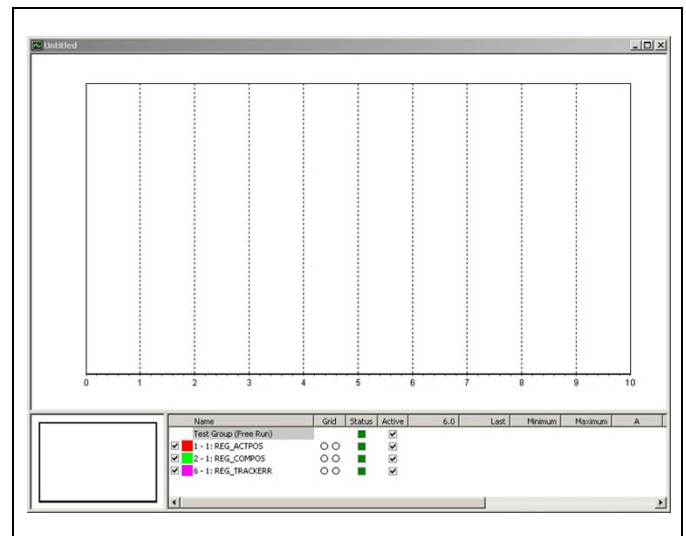 Untitled
0 1 2 3 4 5 6 7 8 9 10
Name Grid Status Active 6.0 Last Minimum Maximum A
Test Group (Free Run)
1 - 1: REG_ACTPOS
2 - 1: REG_COMPOS
6 - 1: REG_TRACKERR